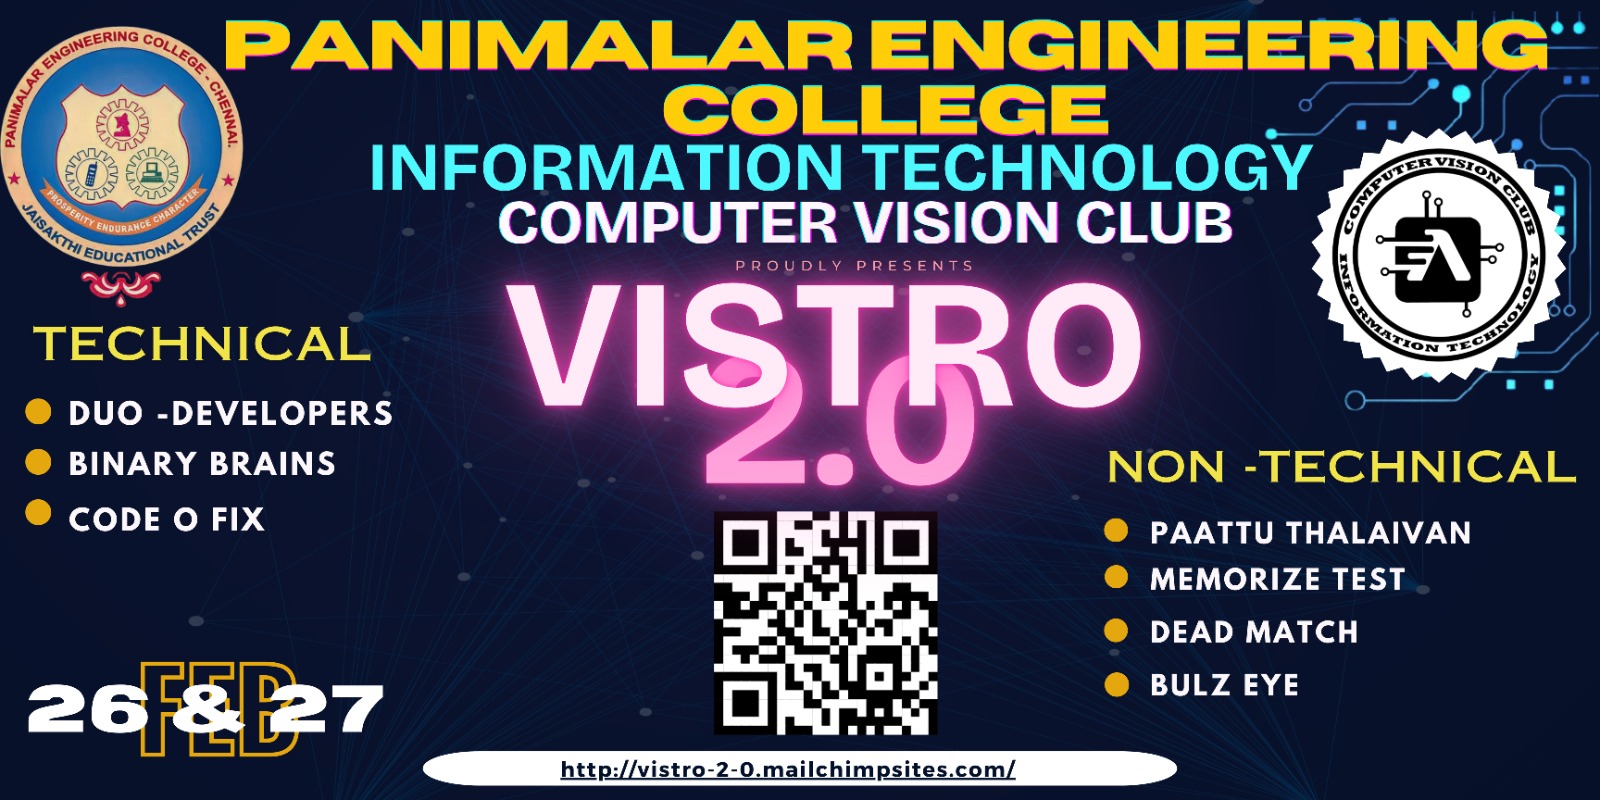 PANIMALAR ENGINEERING
COLLEGE
INFORMATION TECHNOLOGY
COMPUTER VISION CLUB
PROUDLY PRESENTS
VISTRO
2.0
PANIMALAR ENGINEERING COLLEGE - CHENNAI.
PROSPERITY ENDURANCE CHARACTER
JAISAKTHI EDUCATIONAL TRUST
COMPUTER VISION CLUB
INFORMATION TECHNOLOGY
TECHNICAL
DUO -DEVELOPERS
BINARY BRAINS
CODE O FIX
FEB
26 & 27
NON -TECHNICAL
PAATTU THALAIVAN
MEMORIZE TEST
DEAD MATCH
BULZ EYE
http://vistro-2-0.mailchimpsites.com/